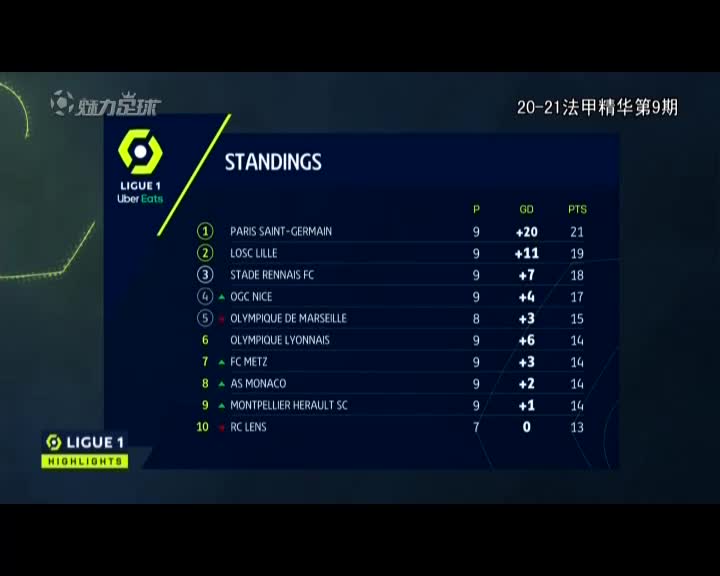 魅力足球
20-21法甲精华第9期
LIGUE 1
Uber Eats
STANDINGS
P GD PTS
1 PARIS SAINT-GERMAIN 9 +20 21
2 LOSC LILLE 9 +11 19
3 STADE RENNAIS FC 9 +7 18
4 OGC NICE 9 +4 17
5 OLYMPIQUE DE MARSEILLE 8 +3 15
6 OLYMPIQUE LYONNAIS 9 +6 14
7 FC METZ 9 +3 14
8 AS MONACO 9 +2 14
9 MONTPELLIER HERAULT SC 9 +1 14
10 RC LENS 7 0 13
LIGUE 1
HIGHLIGHTS